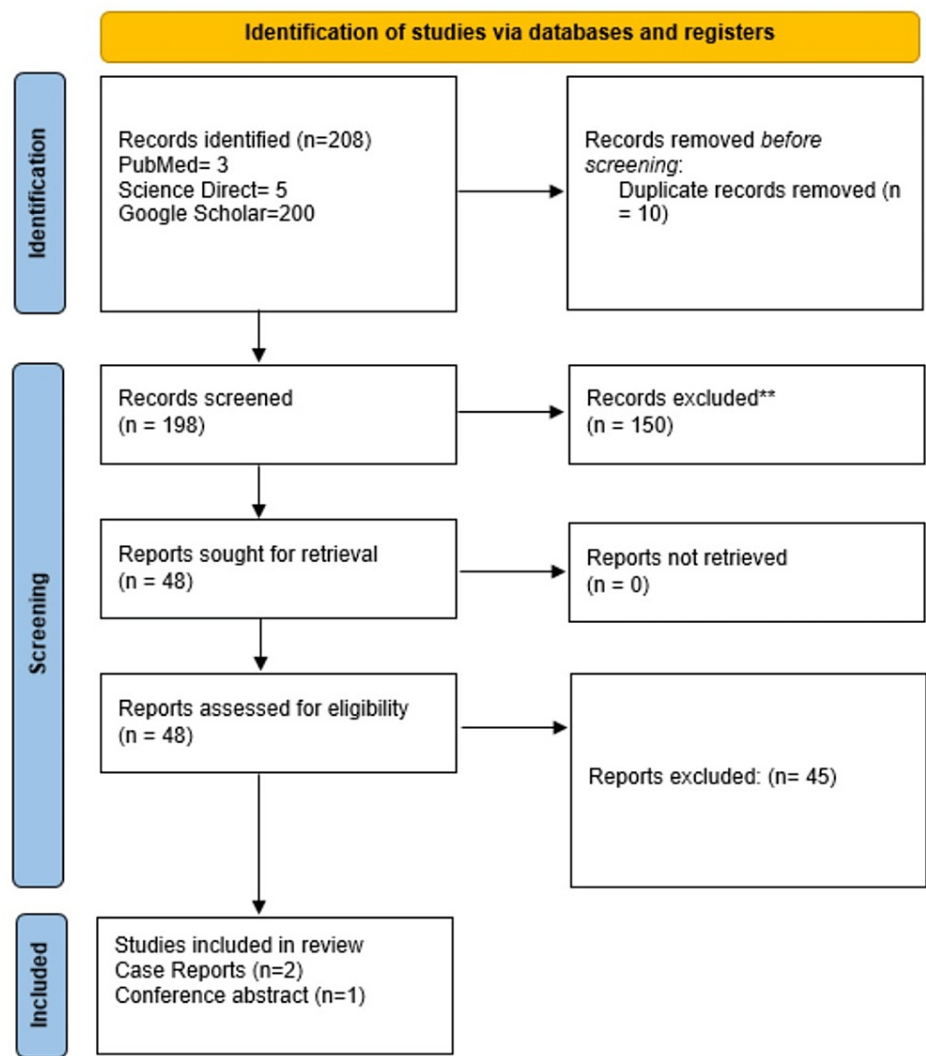 Identification of studies via databases and registers
Identification
Records identified (n=208)
PubMed= 3
Science Direct= 5
Google Scholar=200
Records removed before
screening:
Duplicate records removed (n
= 10)
Screening
Records screened
(n = 198)
Records excluded**
(n = 150)
Reports sought for retrieval
(n = 48)
Reports not retrieved
(n = 0)
Reports assessed for eligibility
(n = 48)
Reports excluded: (n= 45)
Included
Studies included in review
Case Reports (n=2)
Conference abstract (n=1)